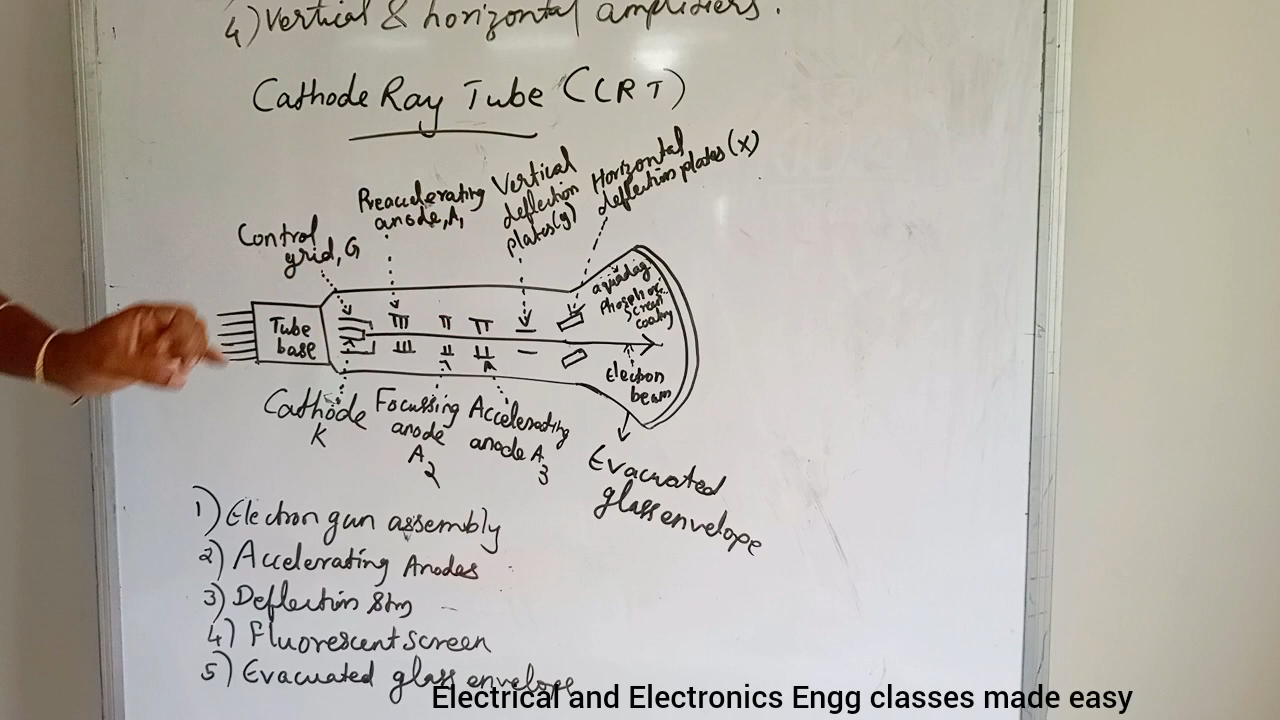 4) Vertical & horizontal amplifiers.
Cathode Ray Tube (CRT)
Horizontal
deflection plates (X)
Vertical
deflection
plates (y)
Preaccelerating
anode, A1
Control
grid, G
aquadag
Phosphor
Screen
coating
Tube
base
Electron
beam
Cathode
K
Focussing
anode
A2
Accelerating
anode A3
Evacuated
glass envelope
1) Electron gun assembly
2) Accelerating Anodes
3) Deflection Stm
4) Fluorescent Screen
5) Evacuated glass envelope
Electrical and Electronics Engg classes made easy